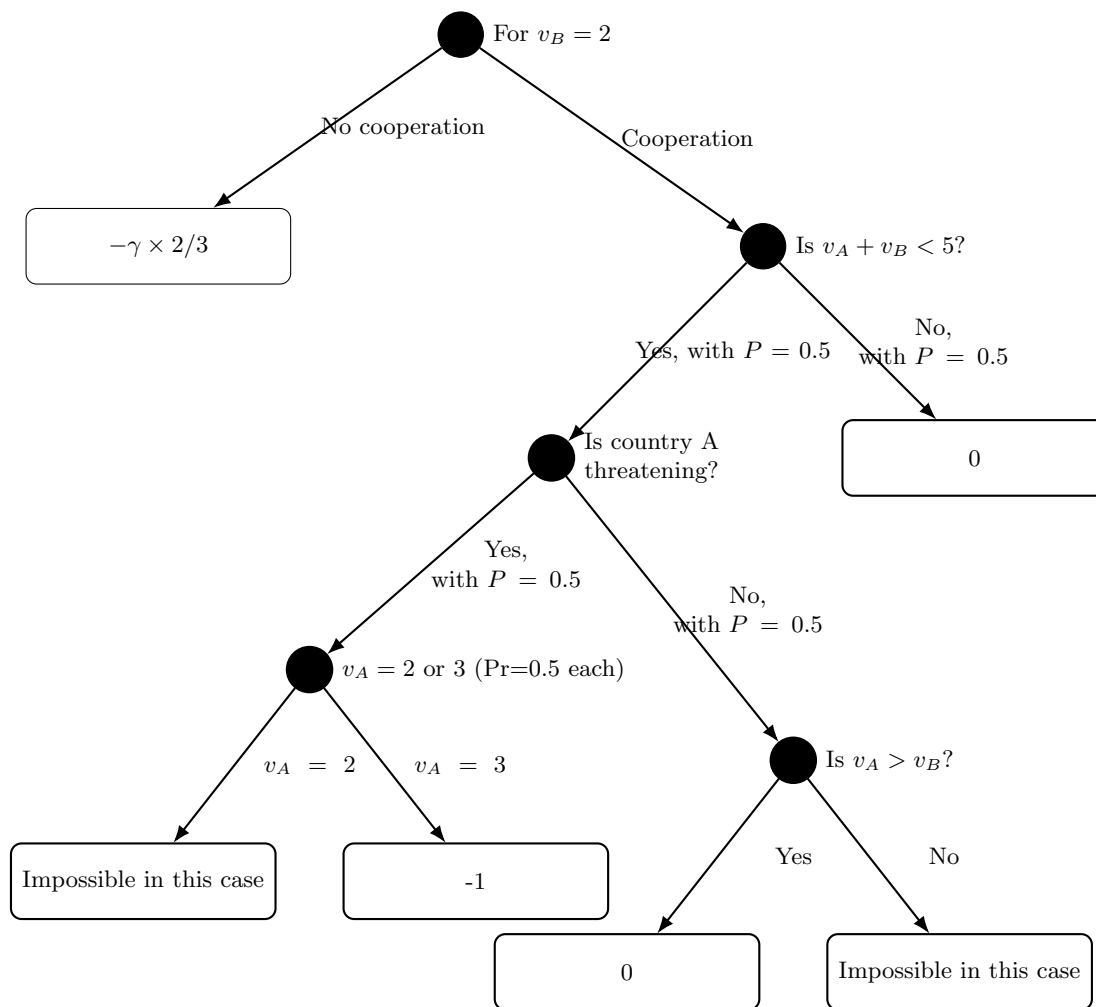 For $v_B = 2$
No cooperation
Cooperation
$-\gamma \times 2/3$
Is $v_A + v_B < 5$?
Yes, with $P = 0.5$
No,
with $P = 0.5$
Is country A
threatening?
0
Yes,
with $P = 0.5$
No,
with $P = 0.5$
$v_A = 2$ or 3 (Pr=0.5 each)
$v_A = 2$
$v_A = 3$
Is $v_A > v_B$?
Impossible in this case
-1
Yes
No
0
Impossible in this case